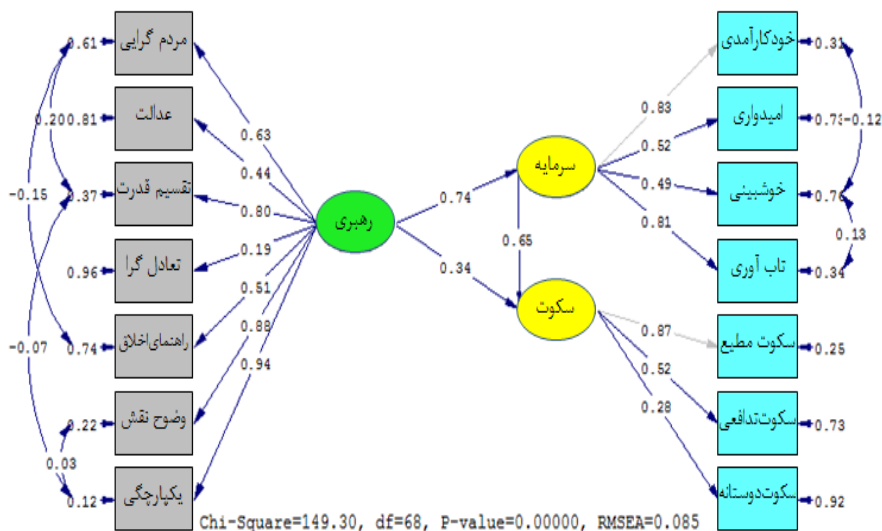 0.61
مردم گرایی
خودکارآمدی
0.31
0.20
0.81
عدالت
0.63
0.83
امیدواری
0.73
-0.12
0.44
0.52
سرمایه
-0.15
0.37
تقسیم قدرت
0.80
رهبری
0.74
0.49
خوشبینی
0.76
0.81
0.13
0.96
تعادل گرا
0.19
0.34
0.65
تاب آوری
0.34
0.51
سکوت
-0.07
0.74
راهنمای‌اخلاق
0.88
0.87
سکوت مطیع
0.25
0.94
0.52
0.22
وضوح نقش
0.28
سکوت‌تدافعی
0.73
0.03
0.12
یکپارچگی
سکوت‌دوستانه
0.92
Chi-Square=149.30, df=68, P-value=0.00000, RMSEA=0.085